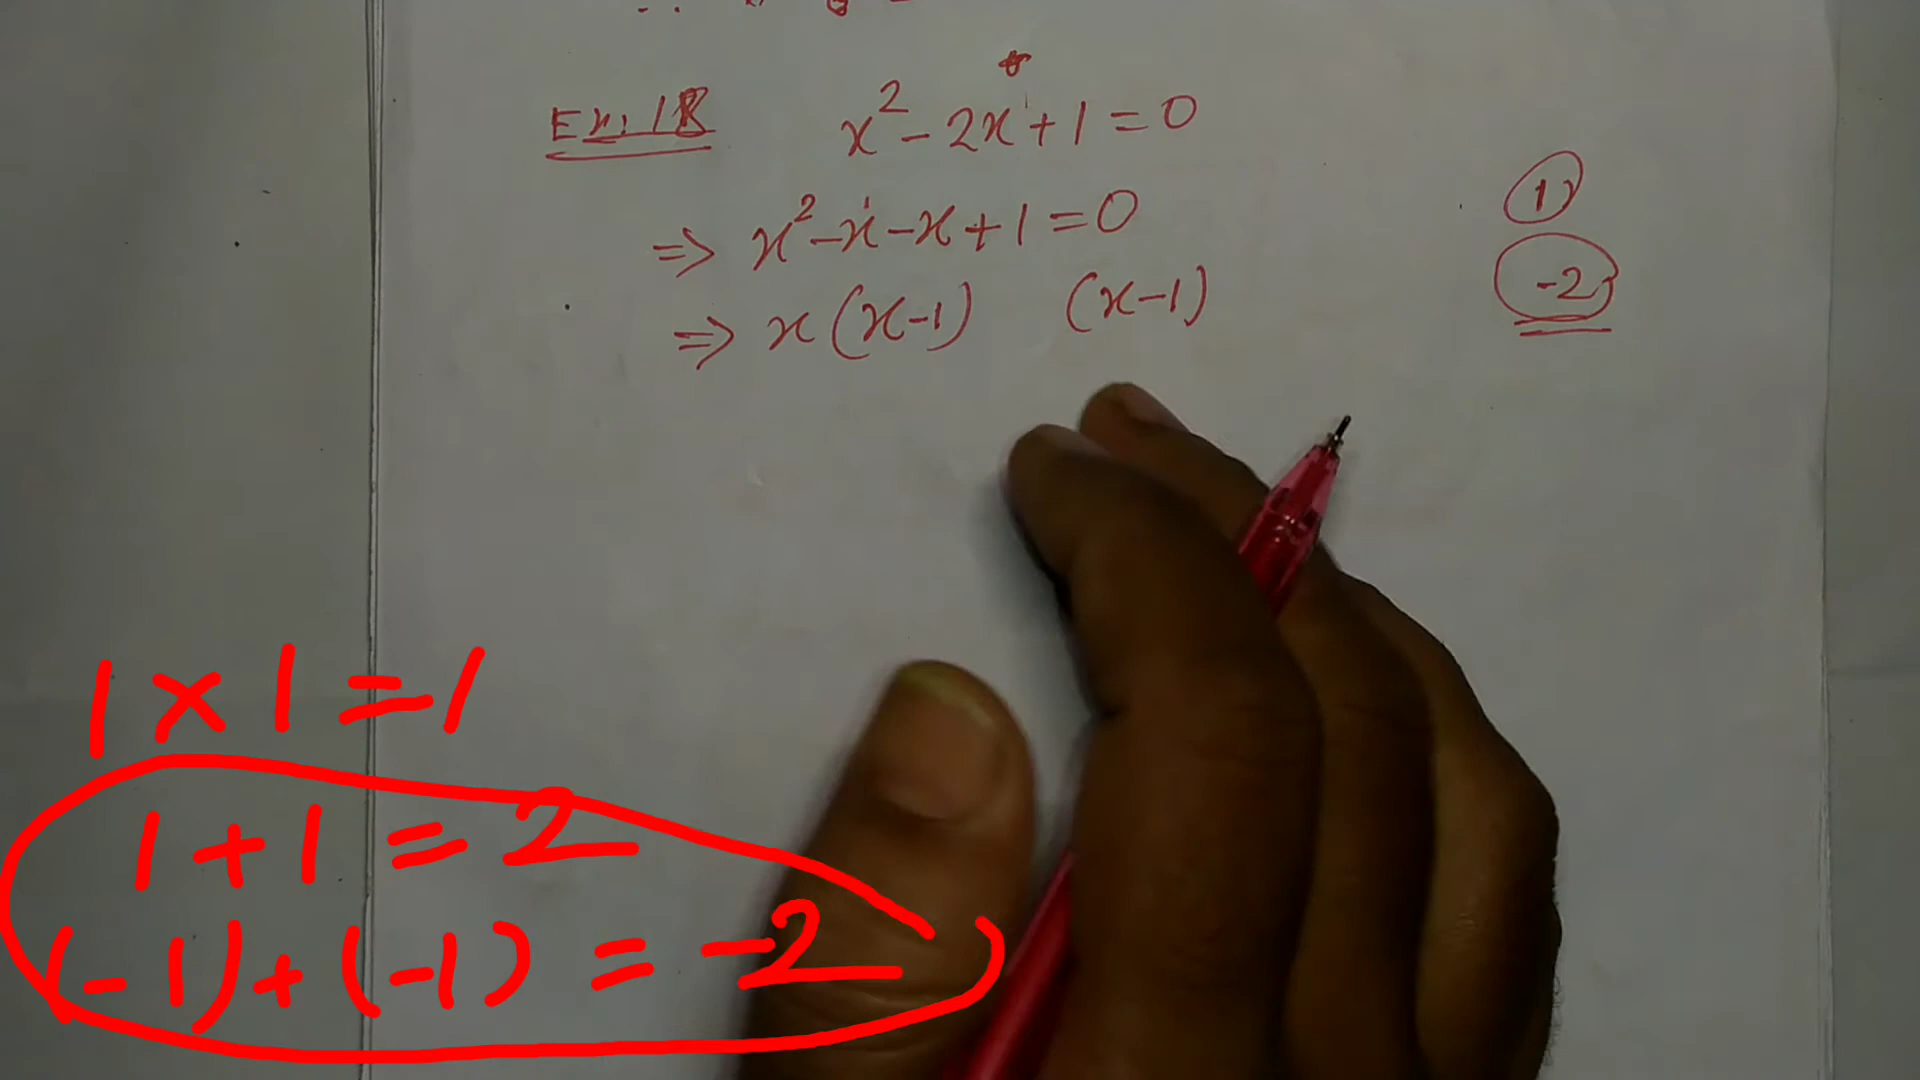 Ex: 18 x² - 2x + 1 = 0
⇒ x² - x - x + 1 = 0
⇒ x (x-1) (x-1)
1
-2
1 × 1 = 1
1 + 1 = 2
(-1) + (-1) = -2